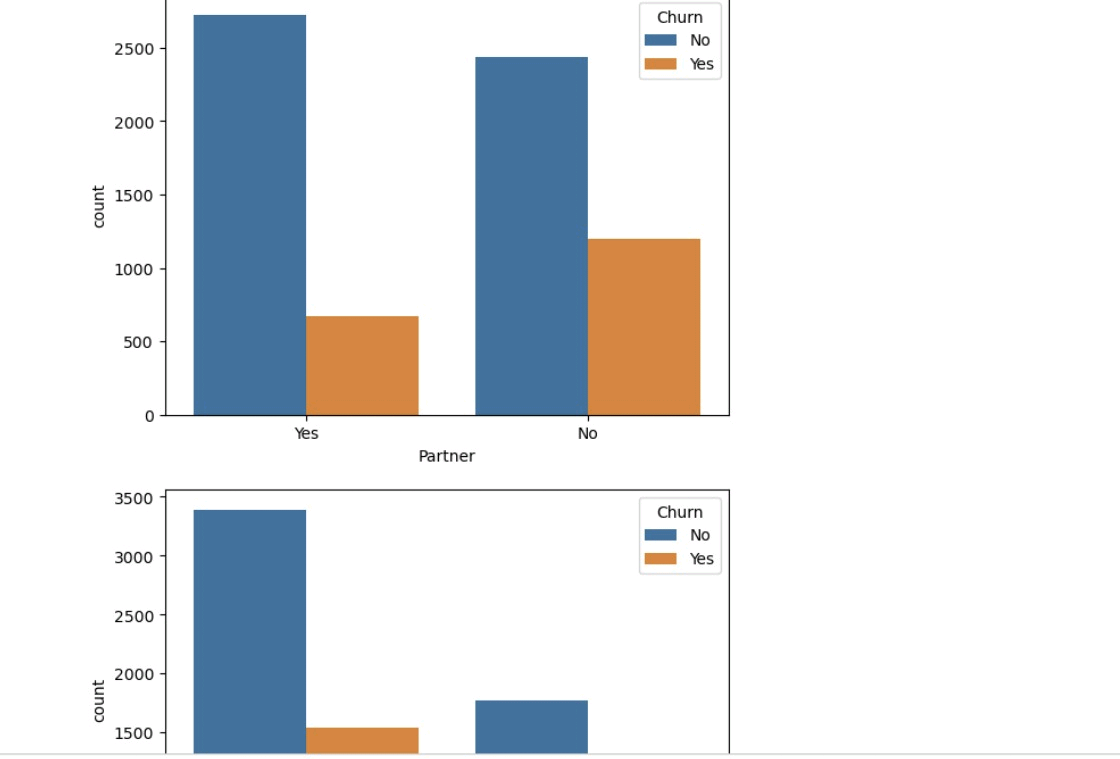 Churn
No
Yes
2500
2000
1500
1000
500
0
count
Yes No
Partner
Churn
No
Yes
3500
3000
2500
2000
1500
count